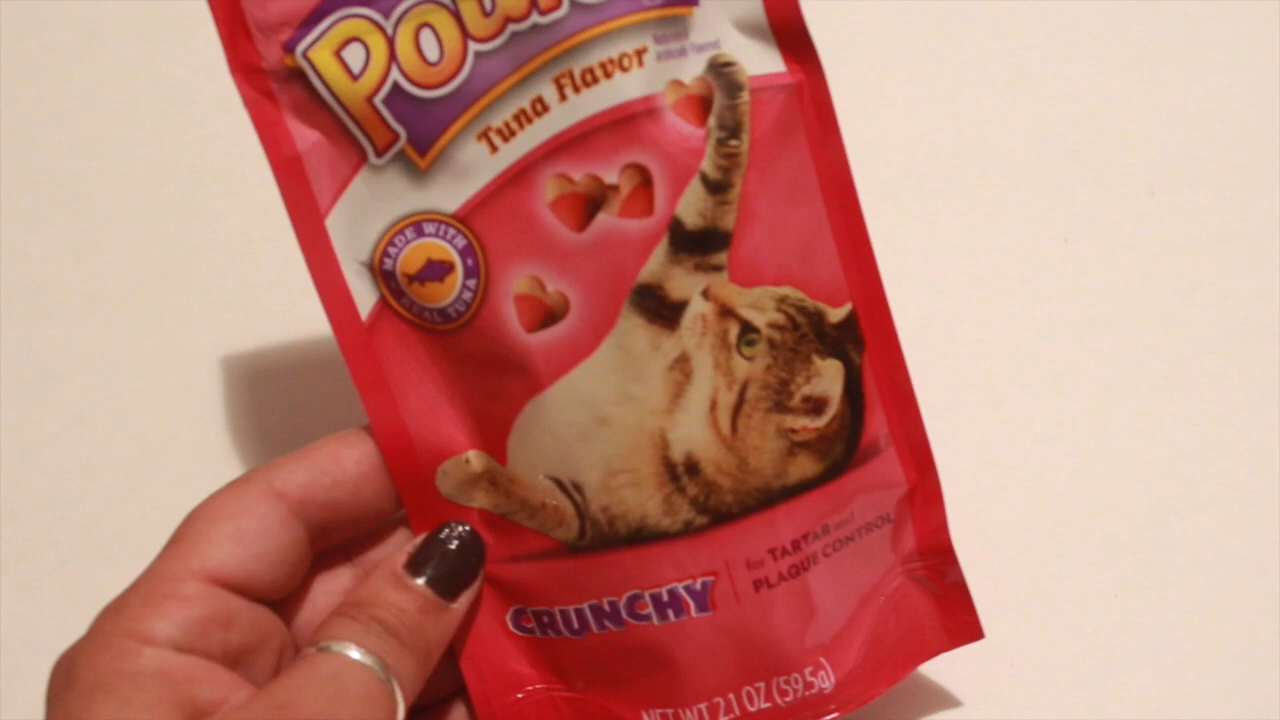 Tuna Flavor
MADE WITH
REAL TUNA
CRUNCHY
for TARTAR and
PLAQUE CONTROL
NET WT 2.1 OZ (59.5g)